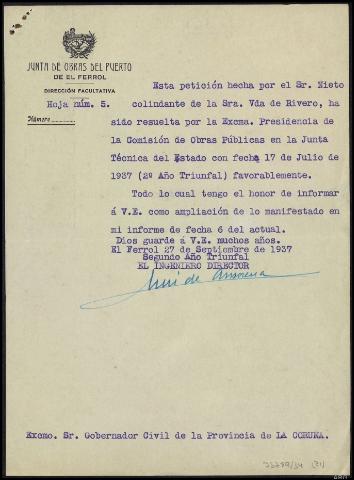 JUNTA DE OBRAS DEL PUERTO
DE EL FERROL
DIRECCIÓN FACULTATIVA
Hoja núm. 5.
Número
Esta petición hecha por el Sr. Nieto
colindante de la Sra. Vda de Rivero, ha
sido resuelta por la Excma. Presidencia de
la Comisión de Obras Públicas en la Junta
Técnica del Estado con fecha 17 de Julio de
1937 (2º Año Triunfal) favorablemente.
Todo lo cual tengo el honor de informar
á V.E. como ampliación de lo manifestado en
mi informe de fecha 6 del actual.
Dios guarde á V.E. muchos años.
El Ferrol 27 de Septiembre de 1937
Segundo Año Triunfal
EL INGENIERO DIRECTOR
Excmo. Sr. Gobernador Civil de la Provincia de LA CORUÑA.